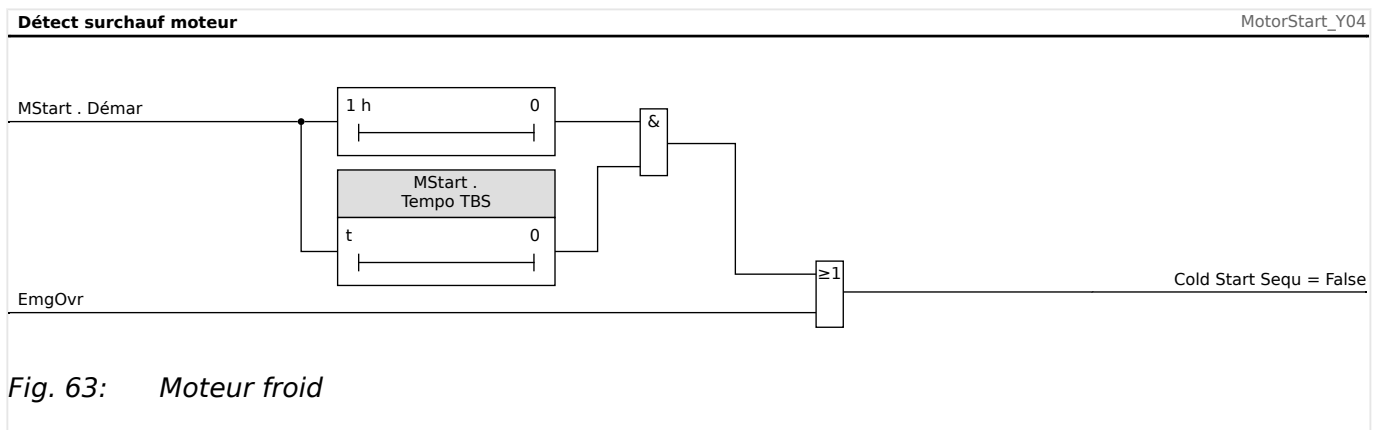 Détect surchauf moteur
MotorStart_Y04
MStart . Démar
1 h 0
&
MStart .
Tempo TBS
t 0
≥1
Cold Start Sequ = False
EmgOvr
Fig. 63: Moteur froid